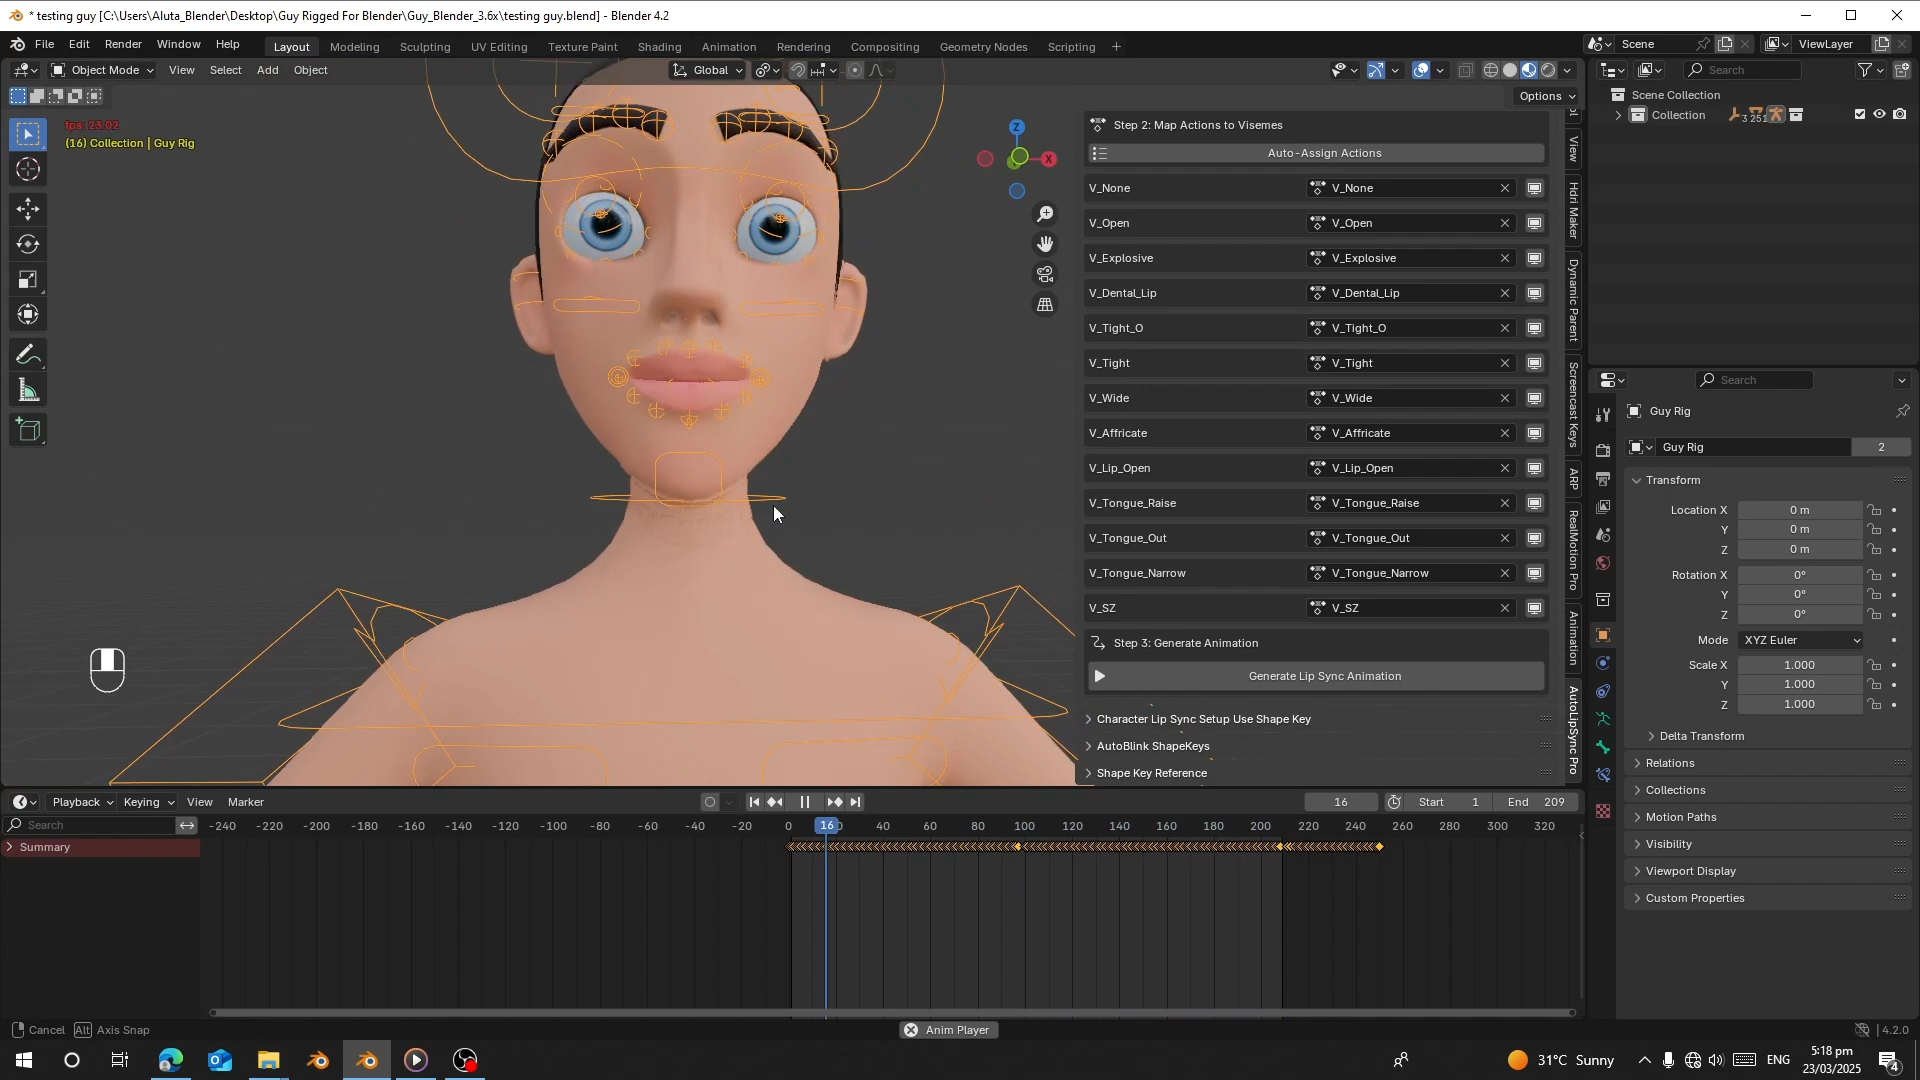 * testing guy [C:\Users\Aluta_Blender\Desktop\Guy Rigged For Blender\Guy_Blender_3.6x\testing guy.blend] - Blender 4.2
File Edit Render Window Help
Layout Modeling Sculpting UV Editing Texture Paint Shading Animation Rendering Compositing Geometry Nodes Scripting +
Scene
ViewLayer
Object Mode View Select Add Object
Global
Search
Options
Scene Collection
Collection 3 251
fps: 23.02
(16) Collection | Guy Rig
Z
X
Step 2: Map Actions to Visemes
Auto-Assign Actions
V_None V_None
V_Open V_Open
V_Explosive V_Explosive
V_Dental_Lip V_Dental_Lip
V_Tight_O V_Tight_O
V_Tight V_Tight
V_Wide V_Wide
V_Affricate V_Affricate
V_Lip_Open V_Lip_Open
V_Tongue_Raise V_Tongue_Raise
V_Tongue_Out V_Tongue_Out
V_Tongue_Narrow V_Tongue_Narrow
V_SZ V_SZ
Step 3: Generate Animation
Generate Lip Sync Animation
Character Lip Sync Setup Use Shape Key
AutoBlink ShapeKeys
Shape Key Reference
View
Hdri Maker
Dynamic Parent
Screencast Keys
ARP
RealMotion Pro
Animation
AutoLipSync Pro
Search
Guy Rig
Guy Rig 2
Transform
Location X 0 m
Y 0 m
Z 0 m
Rotation X 0°
Y 0°
Z 0°
Mode XYZ Euler
Scale X 1.000
Y 1.000
Z 1.000
Delta Transform
Relations
Collections
Motion Paths
Visibility
Viewport Display
Custom Properties
Playback Keying View Marker
16 Start 1 End 209
Search
-240 -220 -200 -180 -160 -140 -120 -100 -80 -60 -40 -20 0 16 40 60 80 100 120 140 160 180 200 220 240 260 280 300 320
Summary
Cancel Alt Axis Snap
Anim Player
4.2.0
31°C Sunny
ENG
5:18 pm
23/03/2025
4